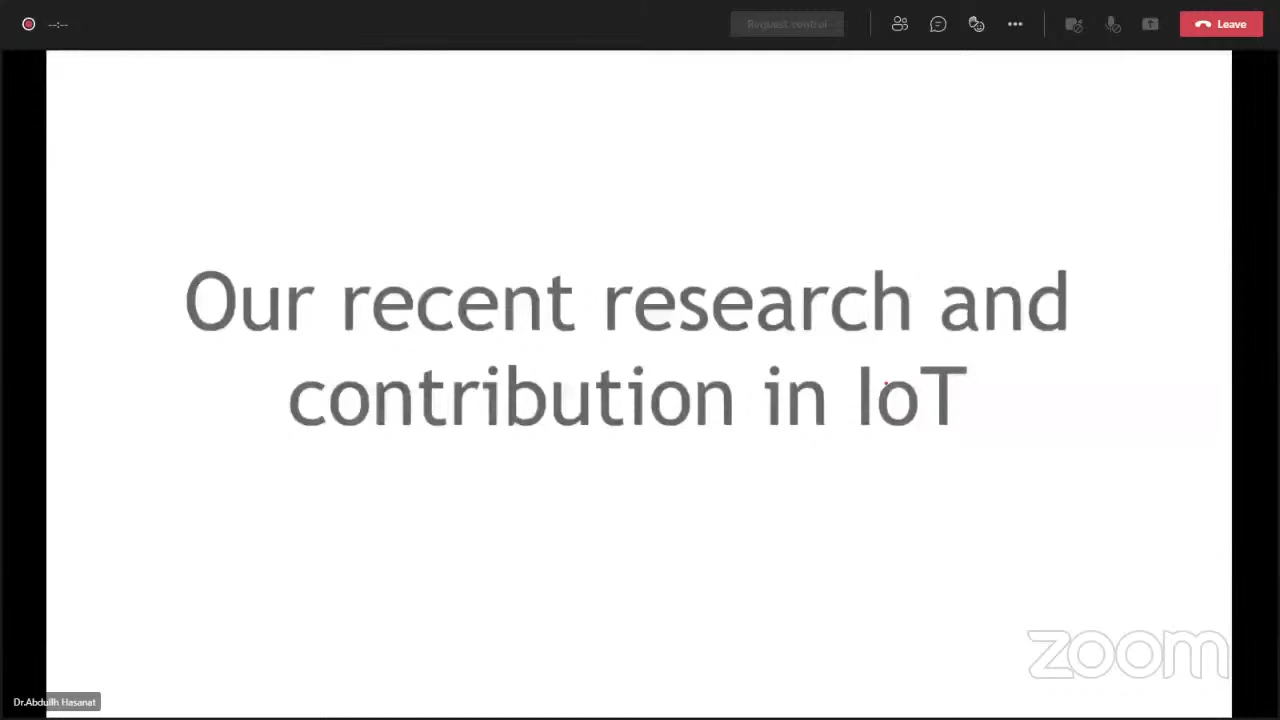 --:--
Request control
Leave
Our recent research and
contribution in IoT
zoom
Dr.Abdullh Hasanat